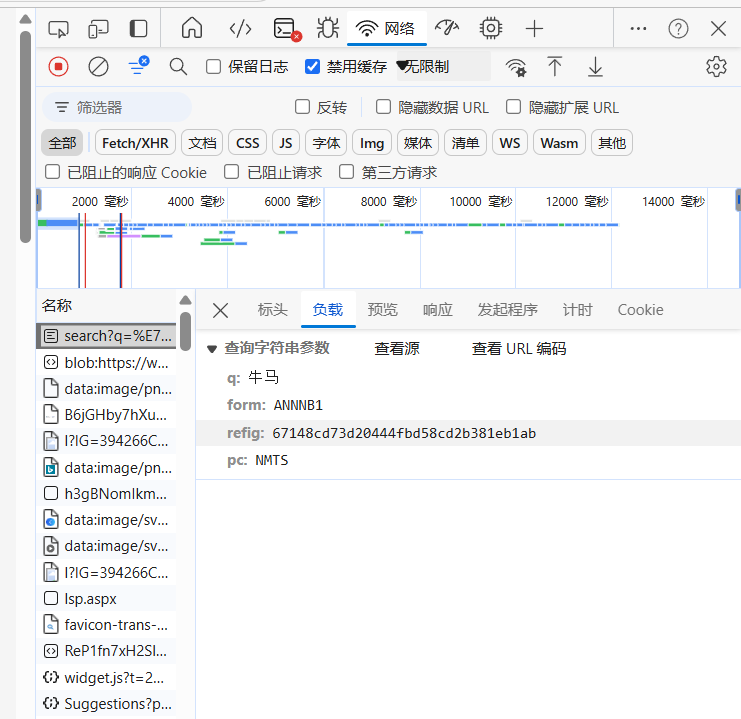 网络
保留日志 禁用缓存 无限制
筛选器 反转 隐藏数据 URL 隐藏扩展 URL
全部 Fetch/XHR 文档 CSS JS 字体 Img 媒体 清单 WS Wasm 其他
已阻止的响应 Cookie 已阻止请求 第三方请求
2000 毫秒 4000 毫秒 6000 毫秒 8000 毫秒 10000 毫秒 12000 毫秒 14000 毫秒
名称
search?q=%E7...
blob:https://w...
data:image/pn...
B6jGHby7hXu...
l?IG=394266C...
data:image/pn...
h3gBNomIkm...
data:image/sv...
data:image/sv...
l?IG=394266C...
lsp.aspx
favicon-trans-...
ReP1fn7xH2SI...
widget.js?t=2...
Suggestions?p...
标头 负载 预览 响应 发起程序 计时 Cookie
查询字符串参数 查看源 查看 URL 编码
q: 牛马
form: ANNNB1
refig: 67148cd73d20444fbd58cd2b381eb1ab
pc: NMTS